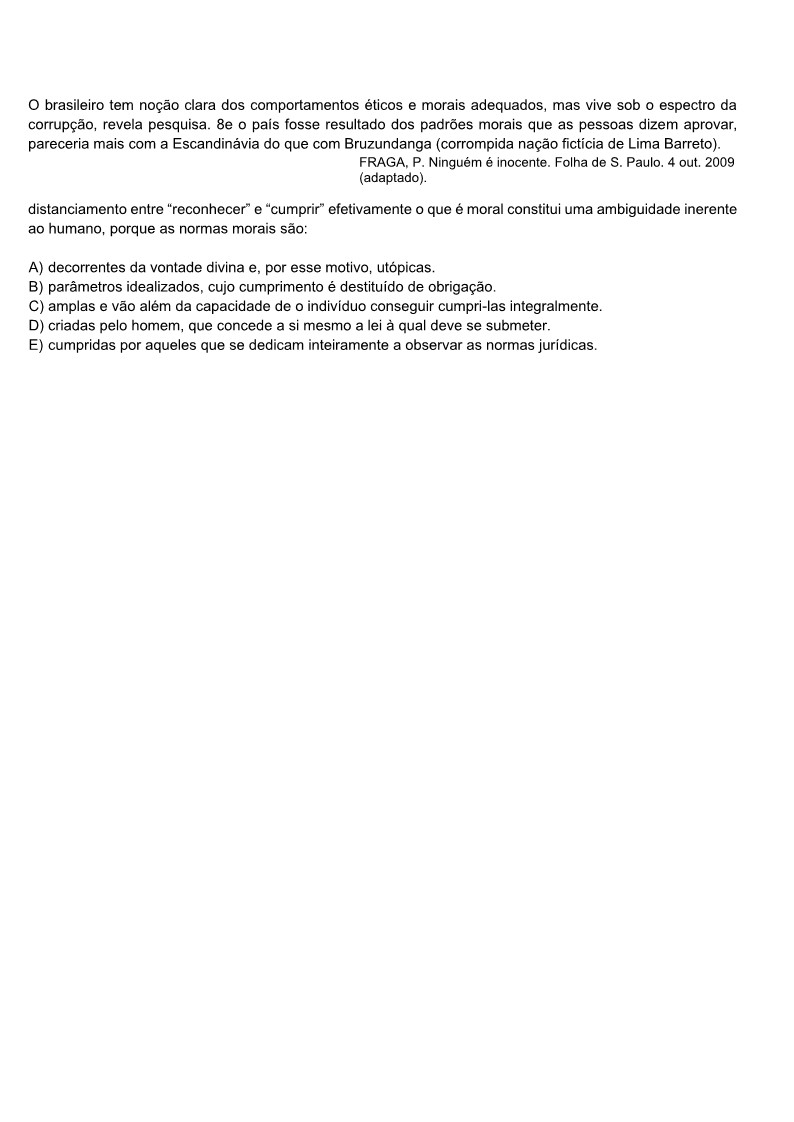 O brasileiro tem noção clara dos comportamentos éticos e morais adequados, mas vive sob o espectro da
corrupção, revela pesquisa. 8e o país fosse resultado dos padrões morais que as pessoas dizem aprovar,
pareceria mais com a Escandinávia do que com Bruzundanga (corrompida nação fictícia de Lima Barreto).
FRAGA, P. Ninguém é inocente. Folha de S. Paulo. 4 out. 2009
(adaptado).
distanciamento entre “reconhecer” e “cumprir” efetivamente o que é moral constitui uma ambiguidade inerente
ao humano, porque as normas morais são:
A) decorrentes da vontade divina e, por esse motivo, utópicas.
B) parâmetros idealizados, cujo cumprimento é destituído de obrigação.
C) amplas e vão além da capacidade de o indivíduo conseguir cumpri-las integralmente.
D) criadas pelo homem, que concede a si mesmo a lei à qual deve se submeter.
E) cumpridas por aqueles que se dedicam inteiramente a observar as normas jurídicas.